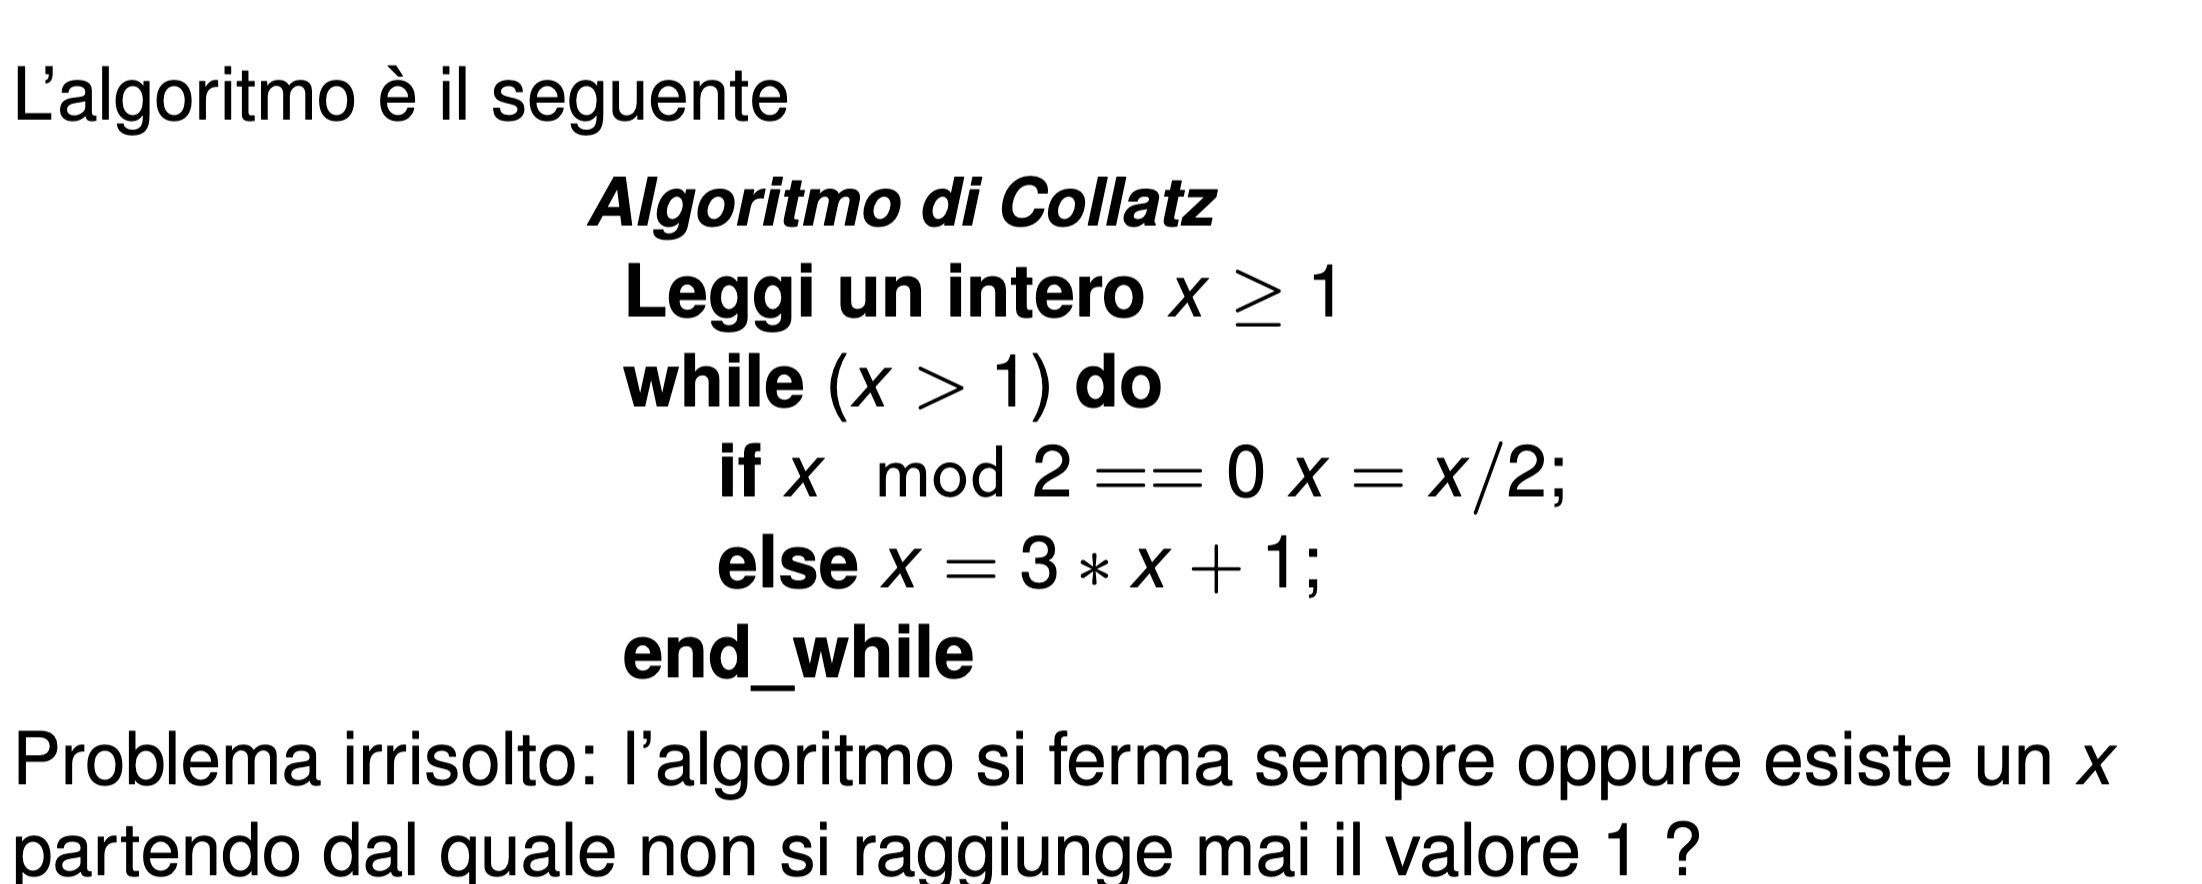 L’algoritmo è il seguente
Algoritmo di Collatz
Leggi un intero x ≥ 1
while (x > 1) do
if x mod 2 == 0 x = x/2;
else x = 3 ∗ x + 1;
end_while
Problema irrisolto: l’algoritmo si ferma sempre oppure esiste un x
partendo dal quale non si raggiunge mai il valore 1 ?